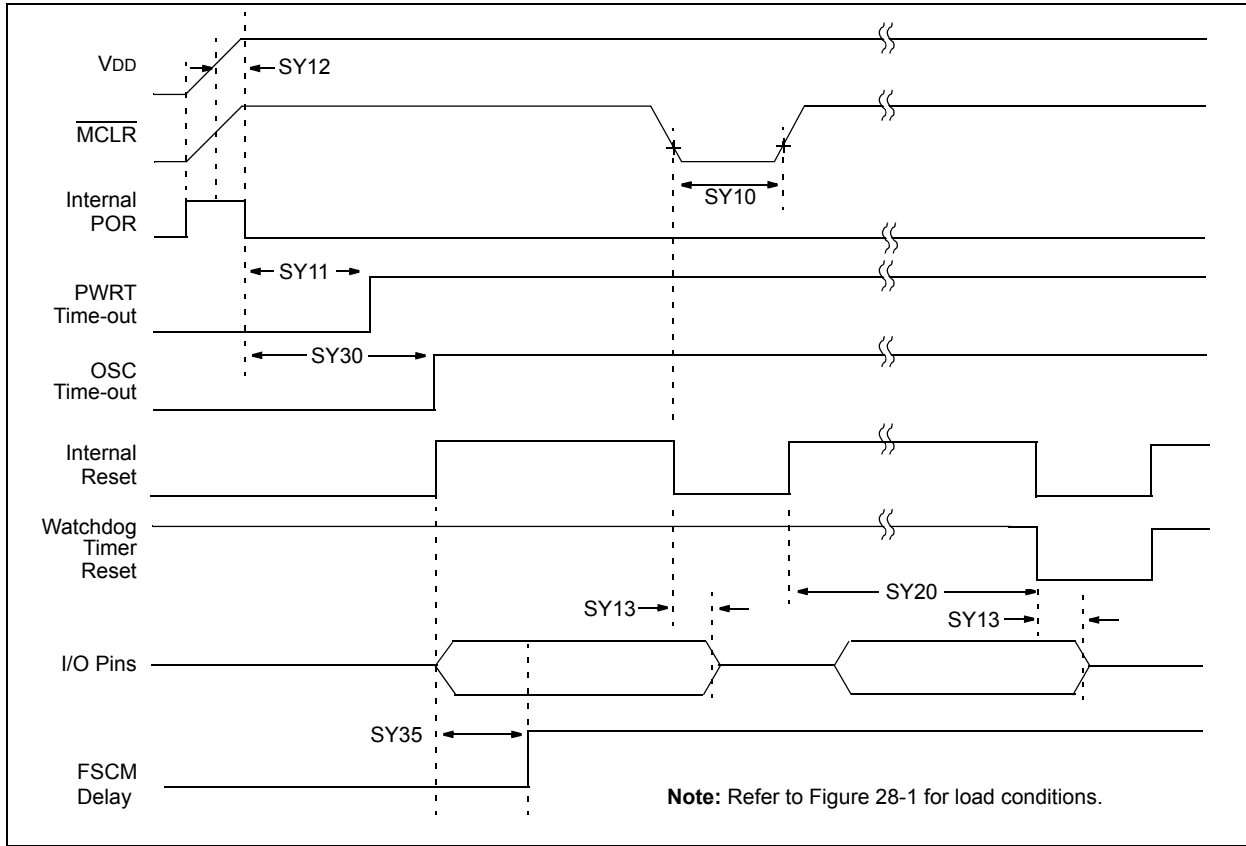 VDD
SY12
MCLR
SY10
Internal
POR
SY11
PWRT
Time-out
SY30
OSC
Time-out
Internal
Reset
Watchdog
Timer
Reset
SY20
SY13
SY13
I/O Pins
SY35
FSCM
Delay
Note: Refer to Figure 28-1 for load conditions.